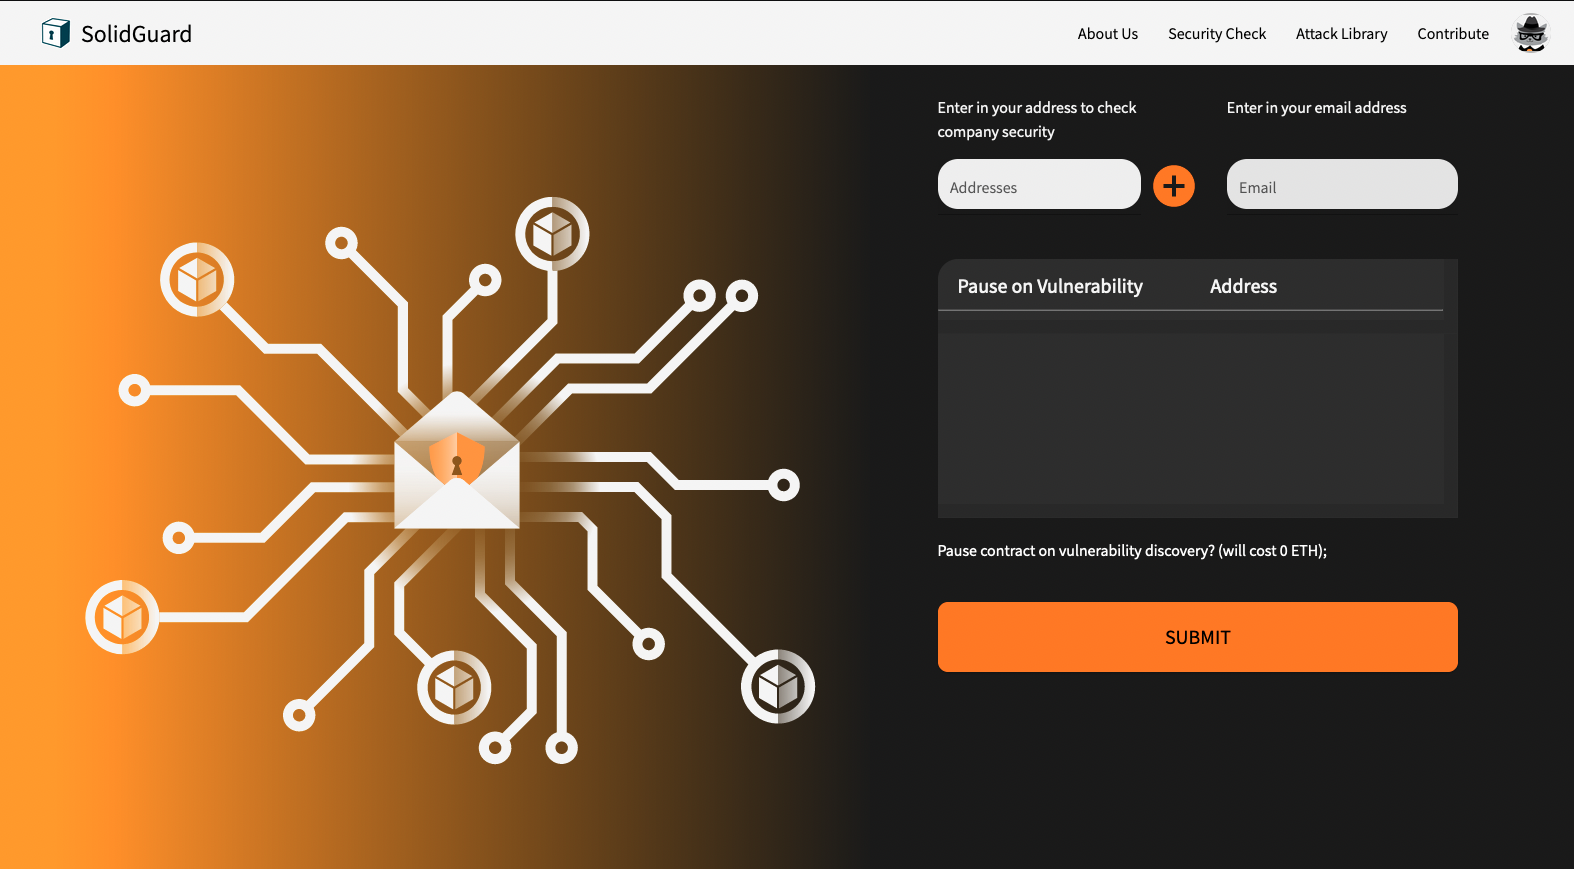 SolidGuard
About Us
Security Check
Attack Library
Contribute
Enter in your address to check
company security
Enter in your email address
Addresses
Email
Pause on Vulnerability
Address
Pause contract on vulnerability discovery? (will cost 0 ETH);
SUBMIT